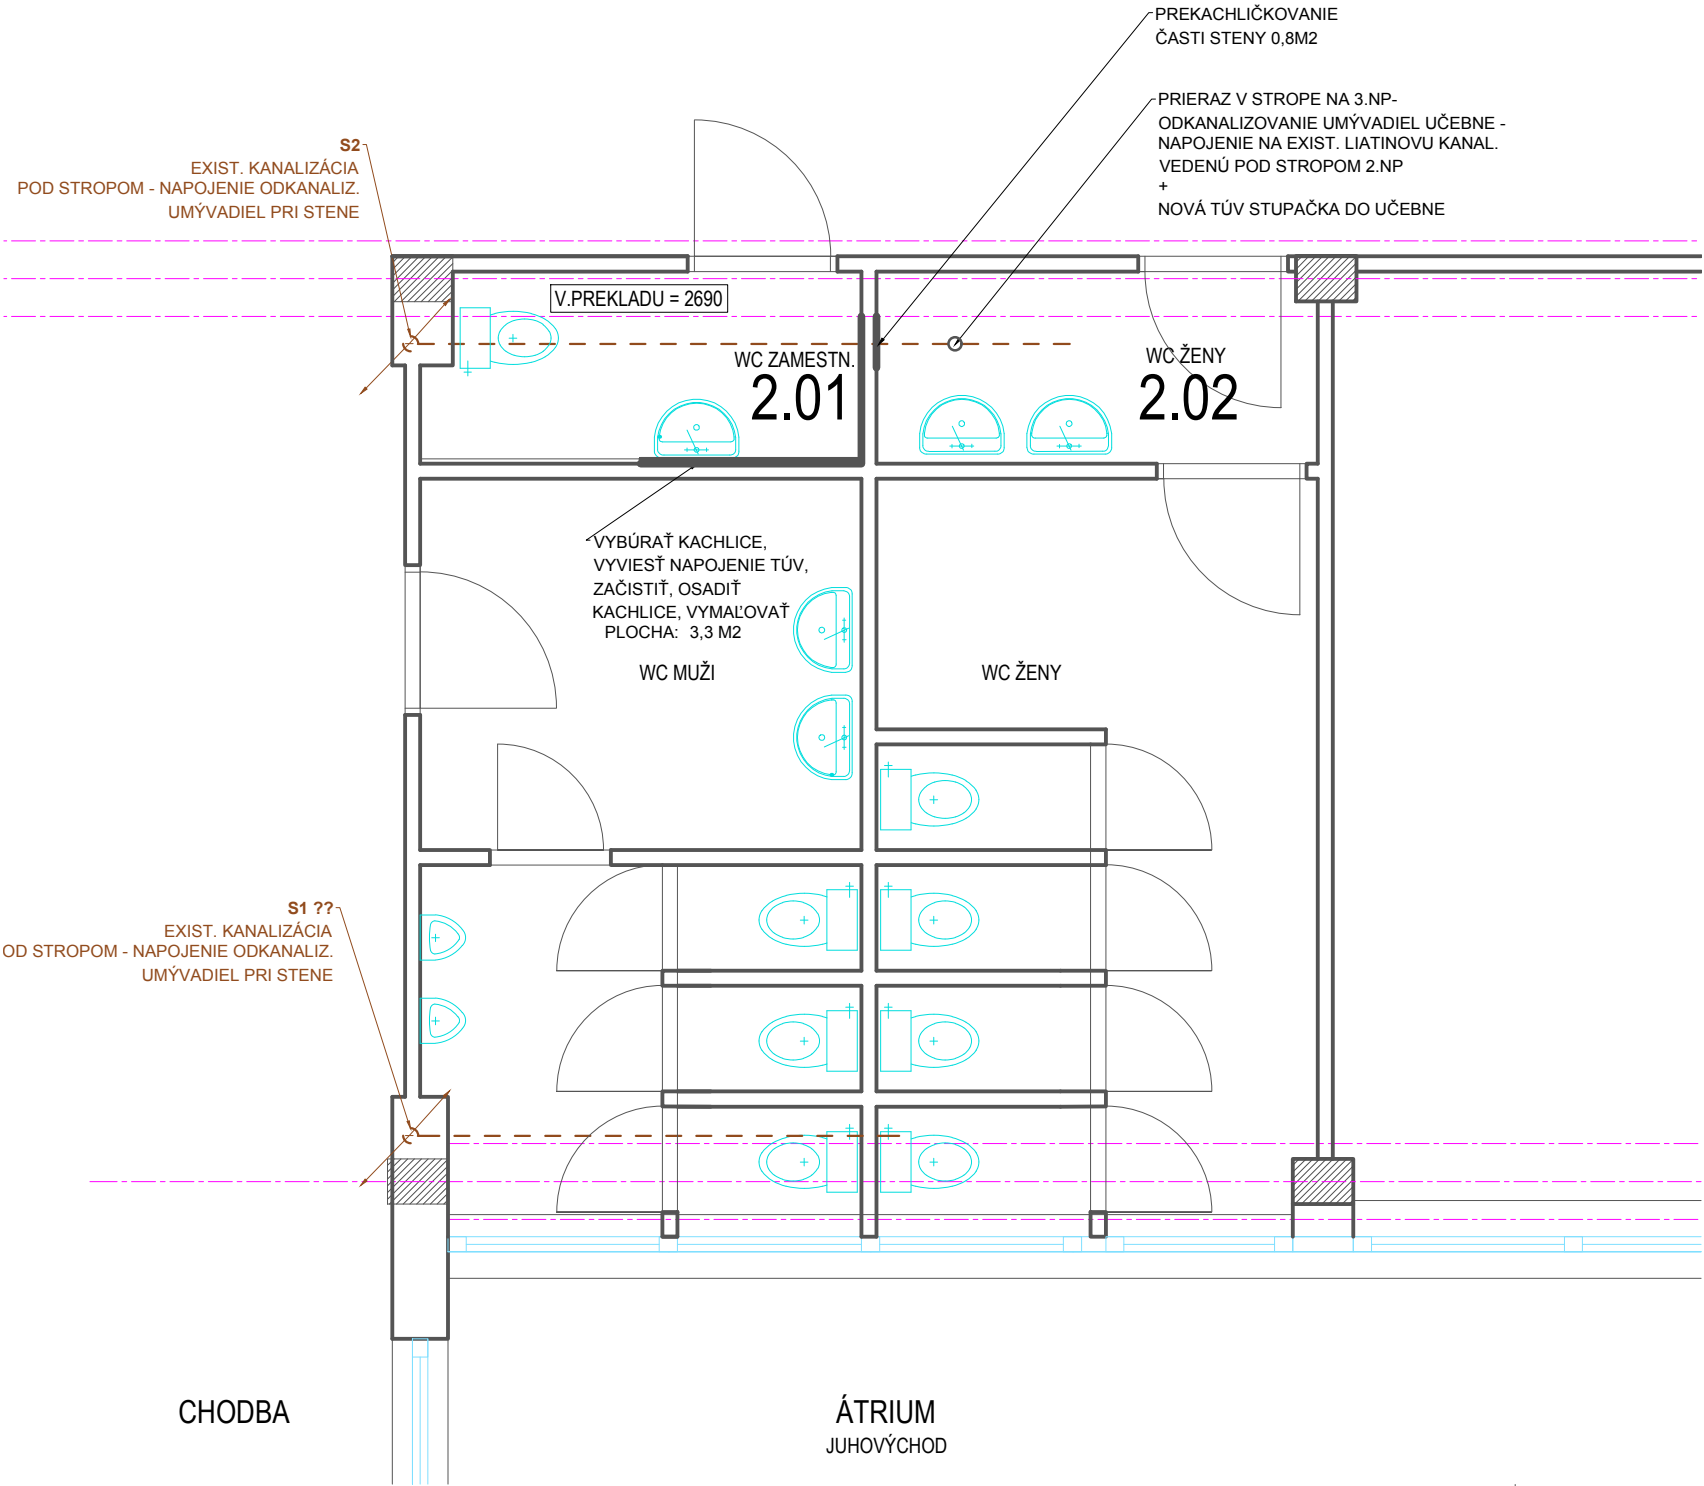 PREKACHLIČKOVANIE
ČASTI STENY 0,8M2
PRIERAZ V STROPE NA 3.NP-
ODKANALIZOVANIE UMÝVADIEL UČEBNE -
NAPOJENIE NA EXIST. LIATINOVU KANAL.
VEDENÚ POD STROPOM 2.NP
+
NOVÁ TÚV STUPAČKA DO UČEBNE
S2
EXIST. KANALIZÁCIA
POD STROPOM - NAPOJENIE ODKANALIZ.
UMÝVADIEL PRI STENE
V.PREKLADU = 2690
WC ZAMESTN.
2.01
WC ŽENY
2.02
VYBÚRAŤ KACHLICE,
VYVIESŤ NAPOJENIE TÚV,
ZAČISTIŤ, OSADIŤ
KACHLICE, VYMAĽOVAŤ
PLOCHA: 3,3 M2
WC MUŽI
WC ŽENY
S1 ??
EXIST. KANALIZÁCIA
OD STROPOM - NAPOJENIE ODKANALIZ.
UMÝVADIEL PRI STENE
CHODBA
ÁTRIUM
JUHOVÝCHOD